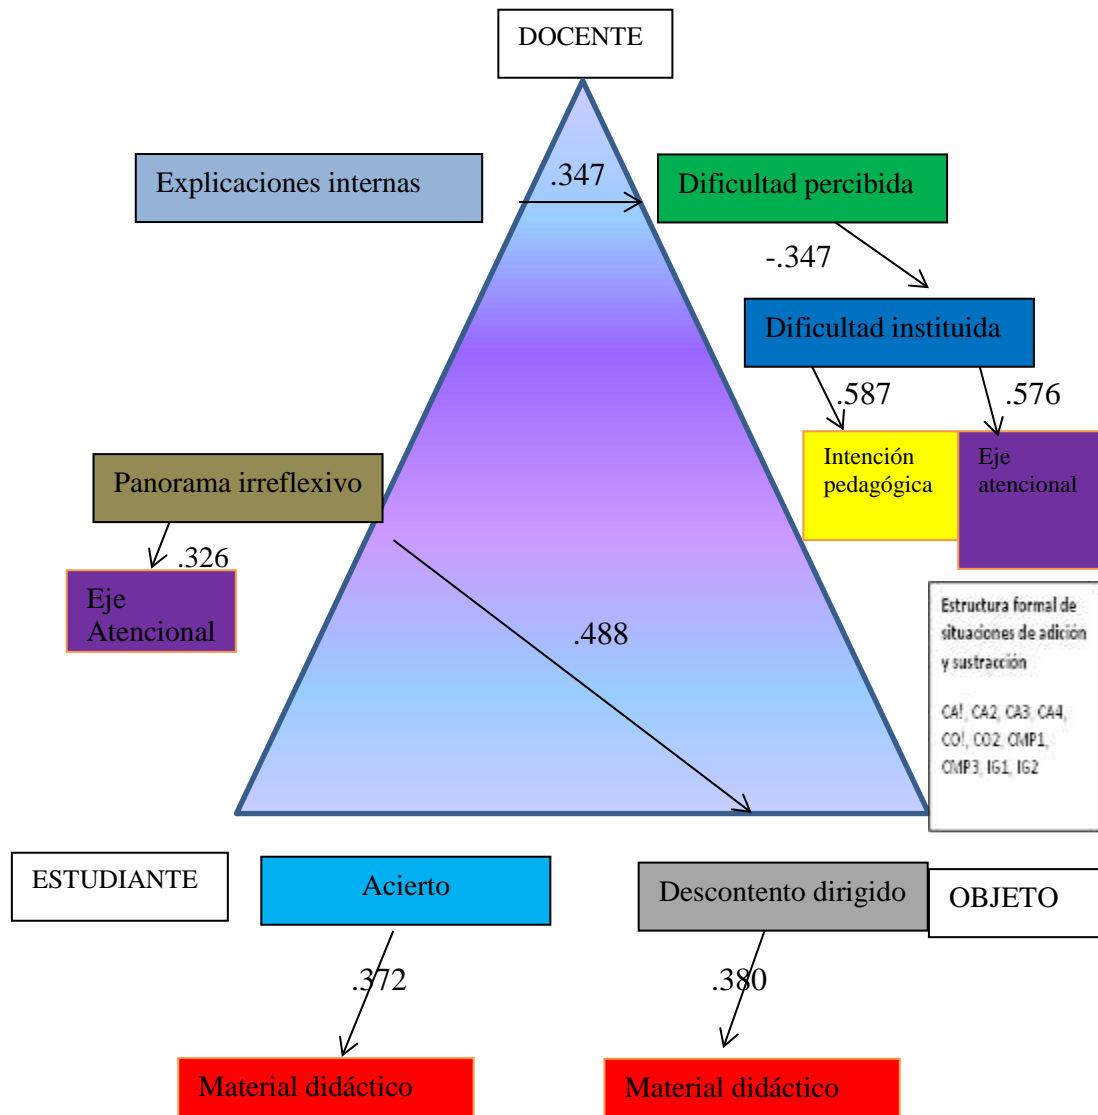 DOCENTE
Explicaciones internas
.347
Dificultad percibida
-.347
Dificultad instituida
.587
.576
Intención
pedagógica
Eje
atencional
Panorama irreflexivo
.326
Eje
Atencional
.488
Estructura formal de
situaciones de adición
y sustracción
CA!, CA2, CA3, CA4,
CO!, CO2, CMP1,
CMP3, IG1, IG2
ESTUDIANTE
Acierto
Descontento dirigido
OBJETO
.372
.380
Material didáctico
Material didáctico